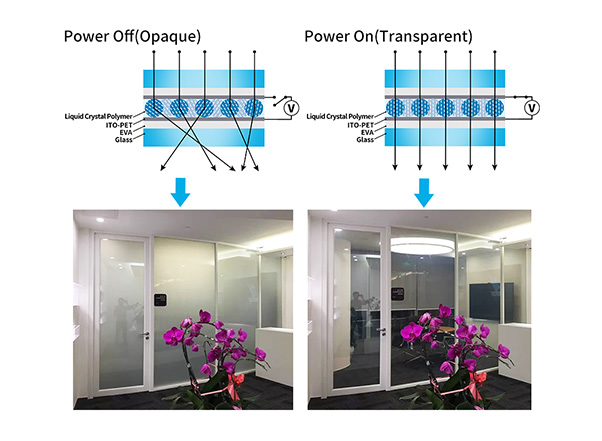 Power Off(Opaque)
V
Liquid Crystal Polymer
ITO-PET
EVA
Glass
Power On(Transparent)
V
Liquid Crystal Polymer
ITO-PET
EVA
Glass